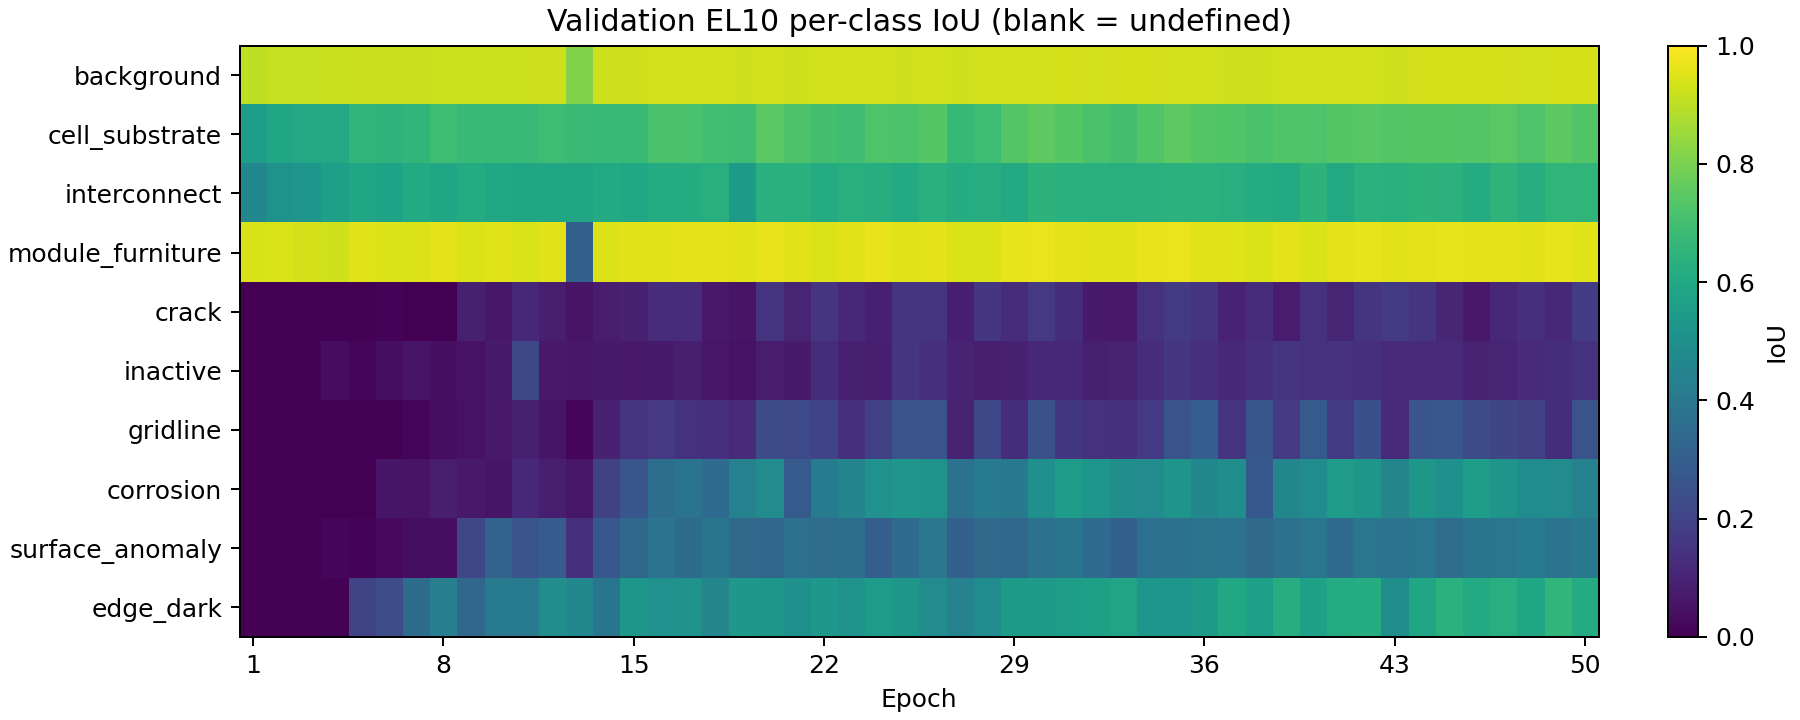 Validation EL10 per-class IoU (blank = undefined)
background
cell_substrate
interconnect
module_furniture
crack
inactive
gridline
corrosion
surface_anomaly
edge_dark
1 8 15 22 29 36 43 50
Epoch
1.0
0.8
0.6
0.4
0.2
0.0
IoU